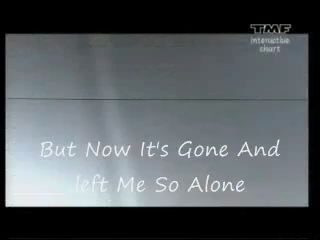 TMF
interactive
chart
But Now It's Gone And
left Me So Alone